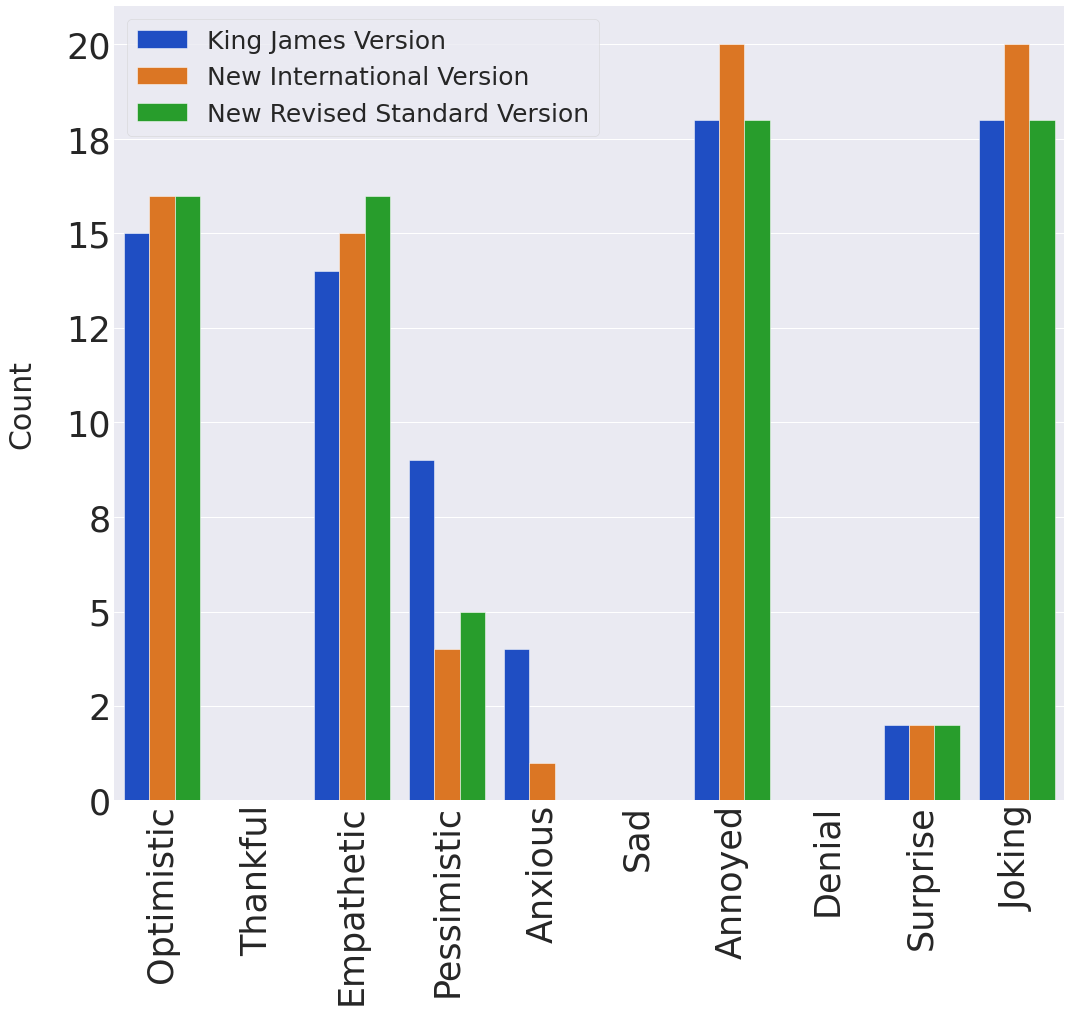 King James Version
New International Version
New Revised Standard Version
Count
20
18
15
12
10
8
5
2
0
Optimistic
Thankful
Empathetic
Pessimistic
Anxious
Sad
Annoyed
Denial
Surprise
Joking